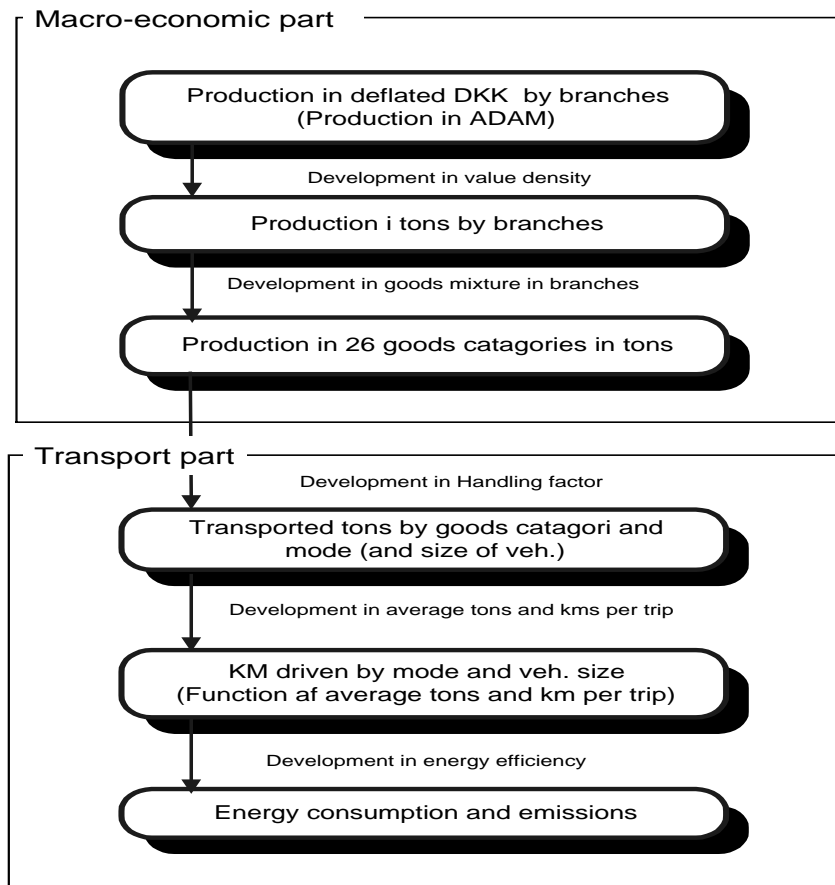 Macro-economic part
Production in deflated DKK by branches
(Production in ADAM)
Development in value density
Production i tons by branches
Development in goods mixture in branches
Production in 26 goods catagories in tons
Transport part
Development in Handling factor
Transported tons by goods catagori and
mode (and size of veh.)
Development in average tons and kms per trip
KM driven by mode and veh. size
(Function af average tons and km per trip)
Development in energy efficiency
Energy consumption and emissions